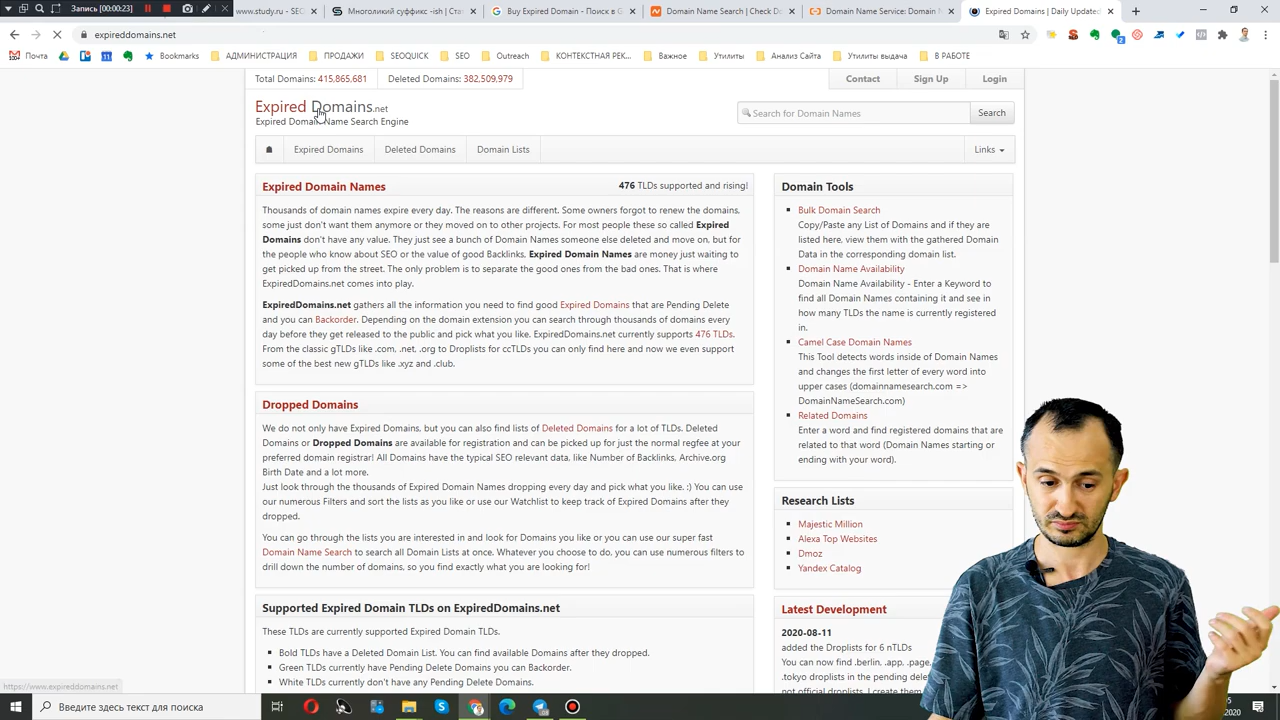 Запись [00:00:23]
www.study.ru - SEO
Многоликий суффикс -ish | Ста
Buy Expired Domain - Поиск в G
Domain Name Search | Check Do
Domain Name Service: Domain N
Expired Domains | Daily Updated
expireddomains.net
Почта
Bookmarks
АДМИНИСТРАЦИЯ
ПРОДАЖИ
SEOQUICK
SEO
Outreach
КОНТЕКСТНАЯ РЕК...
Важное
Утилиты
Анализ Сайта
Утилиты выдача
В РАБОТЕ
Total Domains: 415,865,681
Deleted Domains: 382,509,979
Contact
Sign Up
Login
Expired Domains.net
Expired Domain Name Search Engine
Search for Domain Names
Search
Expired Domains
Deleted Domains
Domain Lists
Links
Expired Domain Names
476 TLDs supported and rising!
Thousands of domain names expire every day. The reasons are different. Some owners forgot to renew the domains,
some just don't want them anymore or they moved on to other projects. For most people these so called Expired
Domains don't have any value. They just see a bunch of Domain Names someone else deleted and move on, but for
the people who know about SEO or the value of good Backlinks, Expired Domain Names are money just waiting to
get picked up from the street. The only problem is to separate the good ones from the bad ones. That is where
ExpiredDomains.net comes into play.
ExpiredDomains.net gathers all the information you need to find good Expired Domains that are Pending Delete
and you can Backorder. Depending on the domain extension you can search through thousands of domains every
day before they get released to the public and pick what you like. ExpiredDomains.net currently supports 476 TLDs.
From the classic gTLDs like .com, .net, .org to Droplists for ccTLDs you can only find here and now we even support
some of the best new gTLDs like .xyz and .club.
Dropped Domains
We do not only have Expired Domains, but you can also find lists of Deleted Domains for a lot of TLDs. Deleted
Domains or Dropped Domains are available for registration and can be picked up for just the normal regfee at your
preferred domain registrar! All Domains have the typical SEO relevant data, like Number of Backlinks, Archive.org
Birth Date and a lot more.
Just look through the thousands of Expired Domain Names dropping every day and pick what you like. ;) You can use
our numerous Filters and sort the lists as you like or use our Watchlist to keep track of Expired Domains after they
dropped.
You can go through the lists you are interested in and look for Domains you like or you can use our super fast
Domain Name Search to search all Domain Lists at once. Whatever you choose to do, you can use numerous filters to
drill down the number of domains, so you find exactly what you are looking for!
Supported Expired Domain TLDs on ExpiredDomains.net
These TLDs are currently supported Expired Domain TLDs.
Bold TLDs have a Deleted Domain List. You can find available Domains after they dropped.
Green TLDs currently have Pending Delete Domains you can Backorder.
White TLDs currently don't have any Pending Delete Domains.
Domain Tools
Bulk Domain Search
Copy/Paste any List of Domains and if they are
listed here, view them with the gathered Domain
Data in the corresponding domain list.
Domain Name Availability
Domain Name Availability - Enter a Keyword to
find all Domain Names containing it and see in
how many TLDs the name is currently registered
in.
Camel Case Domain Names
This Tool detects words inside of Domain Names
and changes the first letter of every word into
upper cases (domainnamesearch.com =>
DomainNameSearch.com)
Related Domains
Enter a word and find registered domains that are
related to that word (Domain Names starting or
ending with your word).
Research Lists
Majestic Million
Alexa Top Websites
Dmoz
Yandex Catalog
Latest Development
2020-08-11
added the Droplists for 6 nTLDs
You can now find .berlin, .app, .page,
.tokyo droplists in the pending dele
not official droplist. I create them
https://www.expireddomains.net
Введите здесь текст для поиска
2020